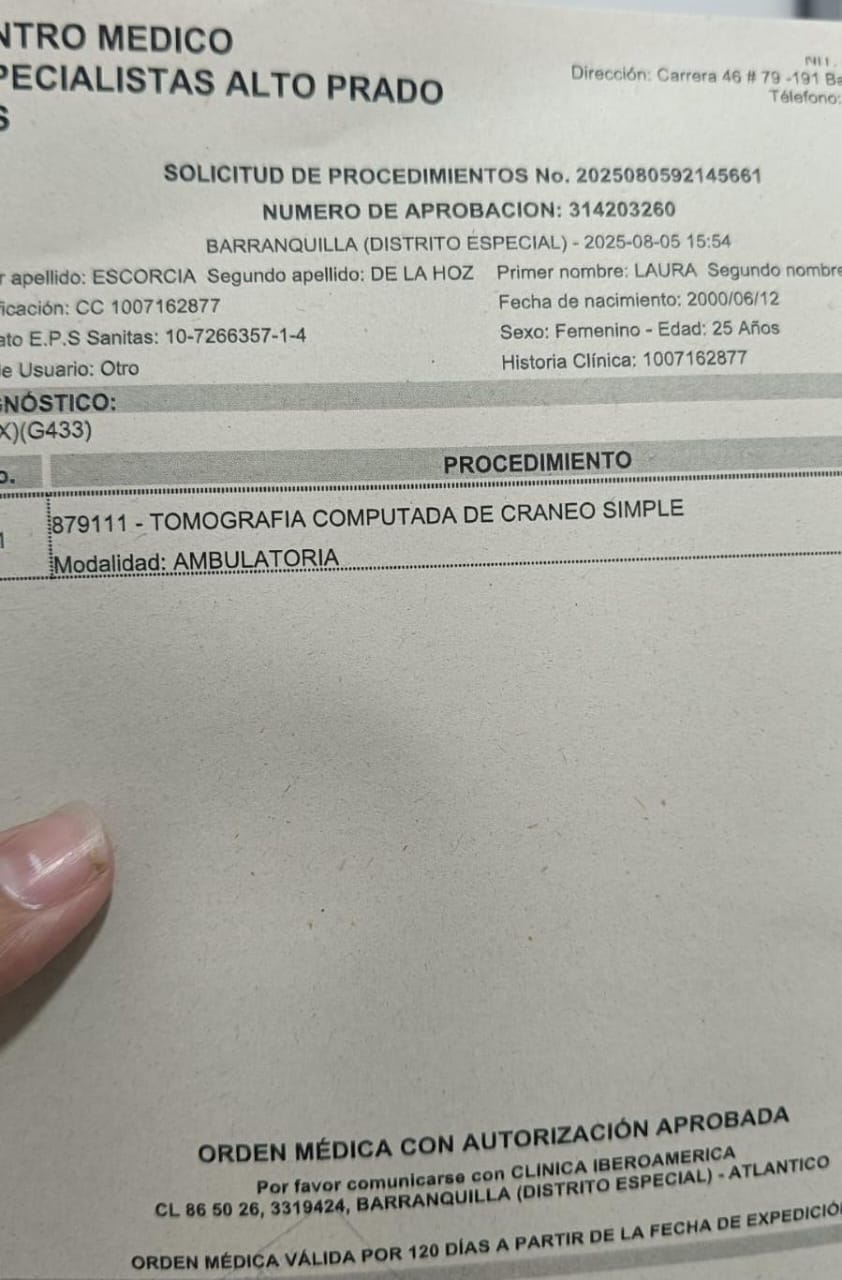 NTRO MEDICO
PECIALISTAS ALTO PRADO
S
NIT.
Dirección: Carrera 46 # 79 -191 Ba
Télefono:
SOLICITUD DE PROCEDIMIENTOS No. 2025080592145661
NUMERO DE APROBACION: 314203260
BARRANQUILLA (DISTRITO ESPECIAL) - 2025-08-05 15:54
r apellido: ESCORCIA Segundo apellido: DE LA HOZ Primer nombre: LAURA Segundo nombre
ificación: CC 1007162877 Fecha de nacimiento: 2000/06/12
ato E.P.S Sanitas: 10-7266357-1-4 Sexo: Femenino - Edad: 25 Años
e Usuario: Otro Historia Clínica: 1007162877
GNÓSTICO:
X)(G433)
o. PROCEDIMIENTO
1 879111 - TOMOGRAFIA COMPUTADA DE CRANEO SIMPLE
Modalidad: AMBULATORIA
ORDEN MÉDICA CON AUTORIZACIÓN APROBADA
Por favor comunicarse con CLINICA IBEROAMERICA
CL 86 50 26, 3319424, BARRANQUILLA (DISTRITO ESPECIAL) - ATLANTICO
ORDEN MÉDICA VÁLIDA POR 120 DÍAS A PARTIR DE LA FECHA DE EXPEDICIÓ